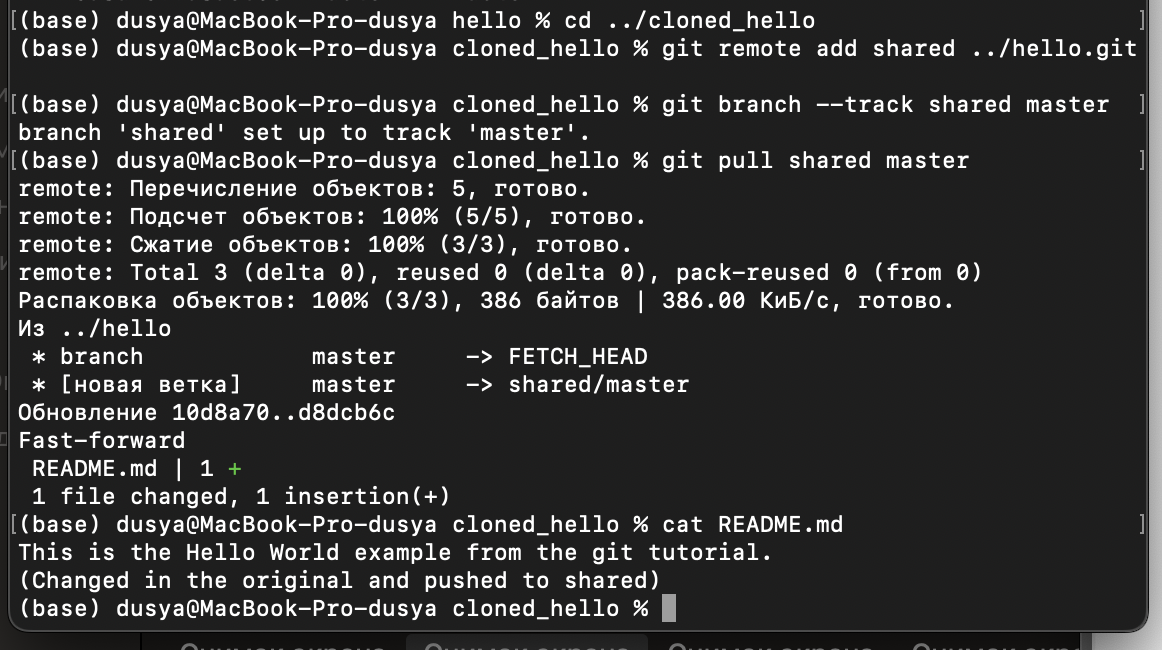 [(base) dusya@MacBook-Pro-dusya hello % cd ../cloned_hello ]
(base) dusya@MacBook-Pro-dusya cloned_hello % git remote add shared ../hello.git
[(base) dusya@MacBook-Pro-dusya cloned_hello % git branch --track shared master ]
branch 'shared' set up to track 'master'.
[(base) dusya@MacBook-Pro-dusya cloned_hello % git pull shared master ]
remote: Перечисление объектов: 5, готово.
remote: Подсчет объектов: 100% (5/5), готово.
remote: Сжатие объектов: 100% (3/3), готово.
remote: Total 3 (delta 0), reused 0 (delta 0), pack-reused 0 (from 0)
Распаковка объектов: 100% (3/3), 386 байтов | 386.00 КиБ/с, готово.
Из ../hello
 * branch            master     -> FETCH_HEAD
 * [новая ветка]     master     -> shared/master
Обновление 10d8a70..d8dcb6c
Fast-forward
 README.md | 1 +
 1 file changed, 1 insertion(+)
[(base) dusya@MacBook-Pro-dusya cloned_hello % cat README.md ]
This is the Hello World example from the git tutorial.
(Changed in the original and pushed to shared)
(base) dusya@MacBook-Pro-dusya cloned_hello %